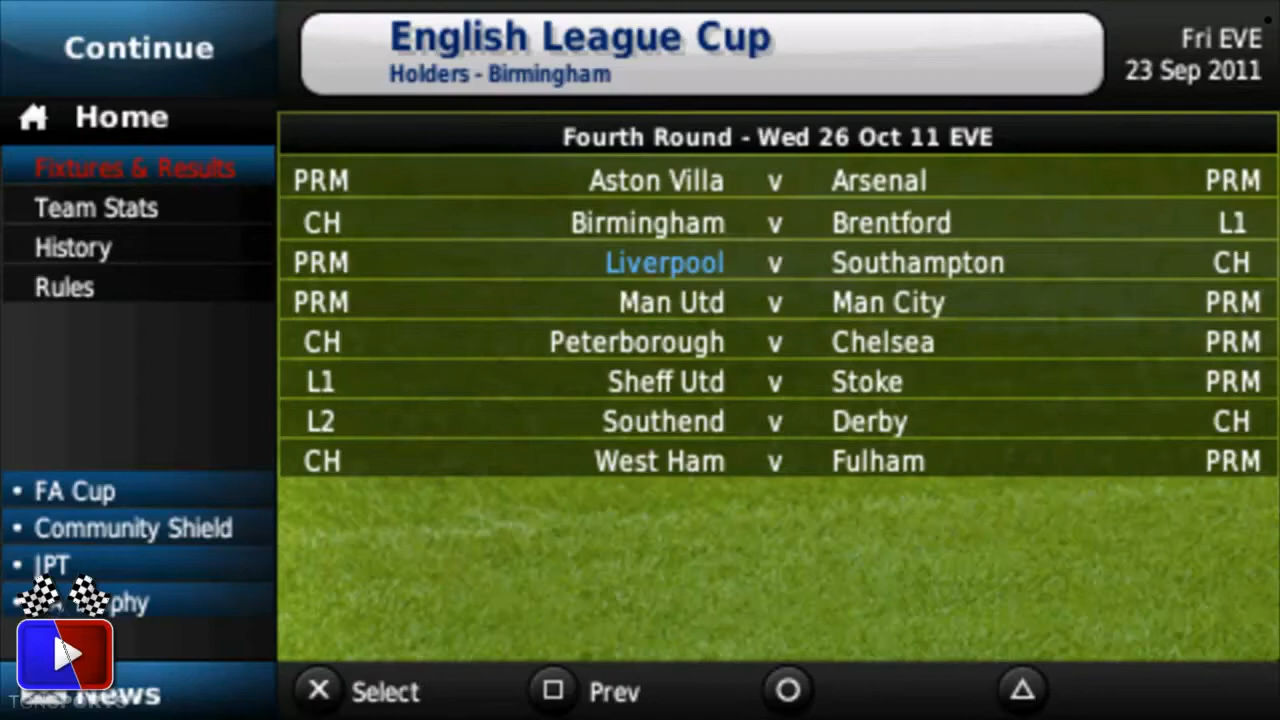 Continue
English League Cup
Holders - Birmingham
Fri EVE
23 Sep 2011
Home
Fixtures & Results
Team Stats
History
Rules
Fourth Round - Wed 26 Oct 11 EVE
PRM Aston Villa v Arsenal PRM
CH Birmingham v Brentford L1
PRM Liverpool v Southampton CH
PRM Man Utd v Man City PRM
CH Peterborough v Chelsea PRM
L1 Sheff Utd v Stoke PRM
L2 Southend v Derby CH
CH West Ham v Fulham PRM
• FA Cup
• Community Shield
• JPT
News
Select
Prev